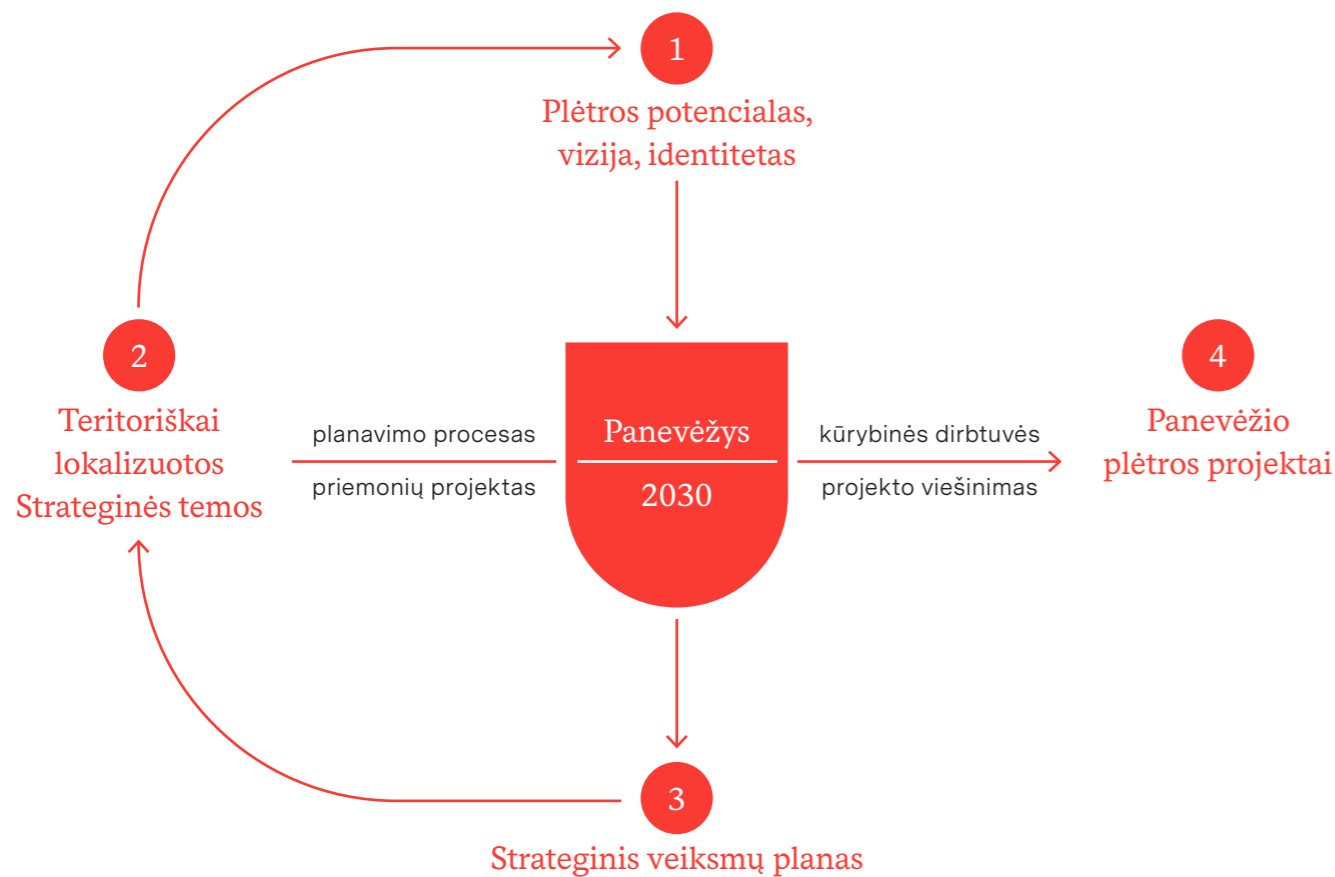 1
Plėtros potencialas,
vizija, identitetas
2
Teritoriškai
lokalizuotos
Strateginės temos
planavimo procesas
priemonių projektas
Panevėžys
2030
kūrybinės dirbtuvės
projekto viešinimas
4
Panevėžio
plėtros projektai
3
Strateginis veiksmų planas